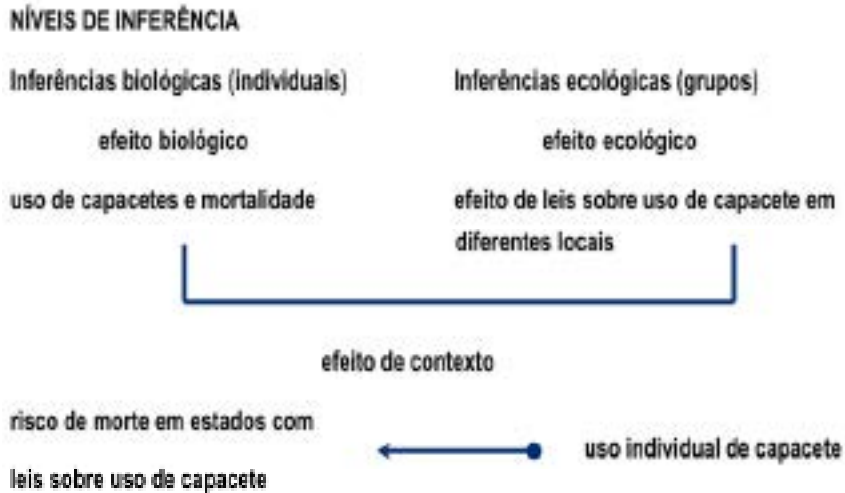 NÍVEIS DE INFERÊNCIA
Inferências biológicas (individuais)
Inferências ecológicas (grupos)
efeito biológico
efeito ecológico
uso de capacetes e mortalidade
efeito de leis sobre uso de capacete em
diferentes locais
efeito de contexto
risco de morte em estados com
leis sobre uso de capacete
uso individual de capacete